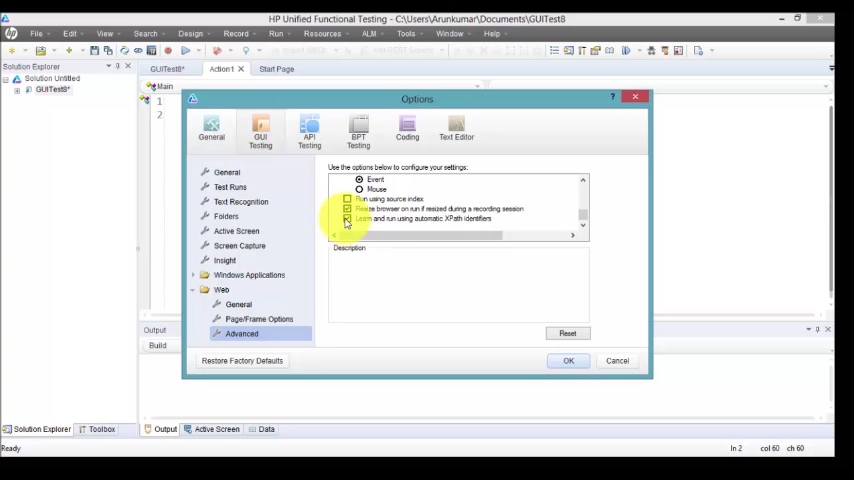 HP Unified Functional Testing - C:\Users\Arunkumar\Documents\GUITest8
File Edit View Search Design Record Run Resources ALM Tools Window Help
Solution Explorer
GUITest8* Action1 Start Page
Solution Untitled
GUITest8*
Main
1
2
Options
General
GUI Testing
API Testing
BPT Testing
Coding
Text Editor
General
Test Runs
Text Recognition
Folders
Active Screen
Screen Capture
Insight
Windows Applications
Web
General
Page/Frame Options
Advanced
Use the options below to configure your settings:
Event
Mouse
Run using source index
Resize browser on run if resized during a recording session
Learn and run using automatic XPath identifiers
Description
Reset
Restore Factory Defaults
OK
Cancel
Output
Build
Solution Explorer Toolbox Output Active Screen Data
Ready
ln 2 col 60 ch 60